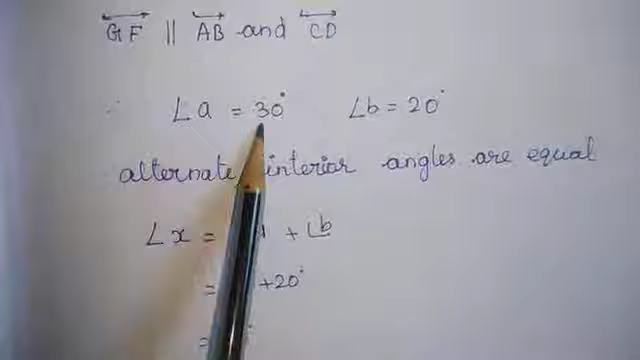 GF || AB and CD
∴ ∠a = 30° ∠b = 20°
alternate interior angles are equal
∠x = + ∠b
= +20°
=